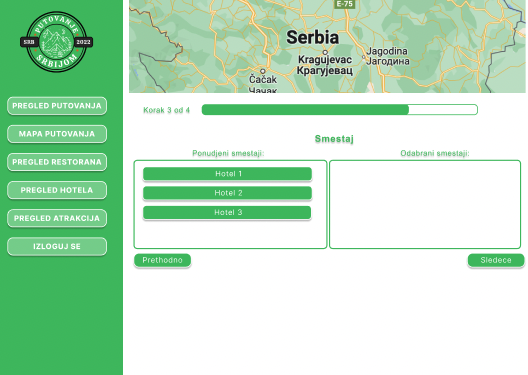 PUTOVANJE
SRB
2022
SRBIJOM
PREGLED PUTOVANJA
MAPA PUTOVANJA
PREGLED RESTORANA
PREGLED HOTELA
PREGLED ATRAKCIJA
IZLOGUJ SE
E-75
Serbia
Kragujevac
Крагујевац
Jagodina
Јагодина
Čačak
Чачак
Korak 3 od 4
Smestaj
Ponudjeni smestaji:
Odabrani smestaji:
Hotel 1
Hotel 2
Hotel 3
Prethodno
Sledece